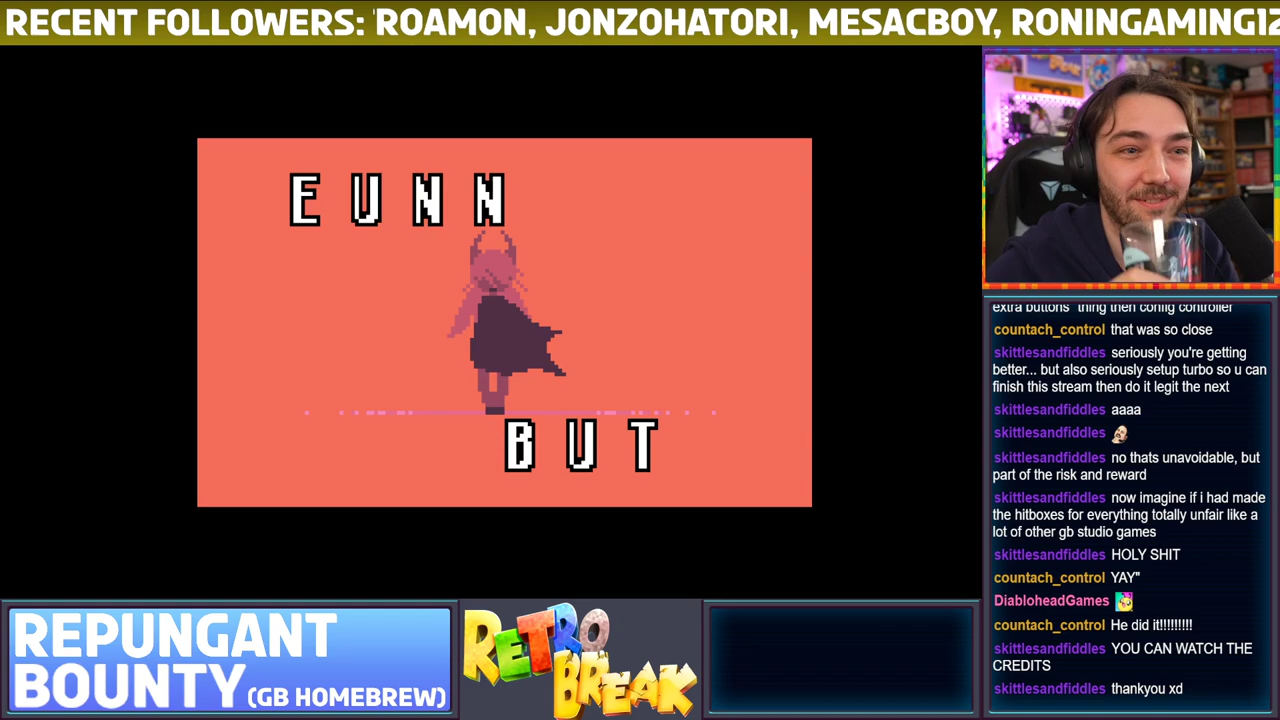 RECENT FOLLOWERS: 'ROAMON, JONZOHATORI, MESACBOY, RONINGAMING12
E U N N
B U T
extra buttons" thing then config controller
countach_control that was so close
skittlesandfiddles seriously you're getting
better... but also seriously setup turbo so u can
finish this stream then do it legit the next
skittlesandfiddles aaaa
skittlesandfiddles
skittlesandfiddles no thats unavoidable, but
part of the risk and reward
skittlesandfiddles now imagine if i had made
the hitboxes for everything totally unfair like a
lot of other gb studio games
skittlesandfiddles HOLY SHIT
countach_control YAY"
DiabloheadGames
countach_control He did it!!!!!!!!!
skittlesandfiddles YOU CAN WATCH THE
CREDITS
skittlesandfiddles thankyou xd
REPUNGANT
BOUNTY (GB HOMEBREW)
RETRO
BREAK